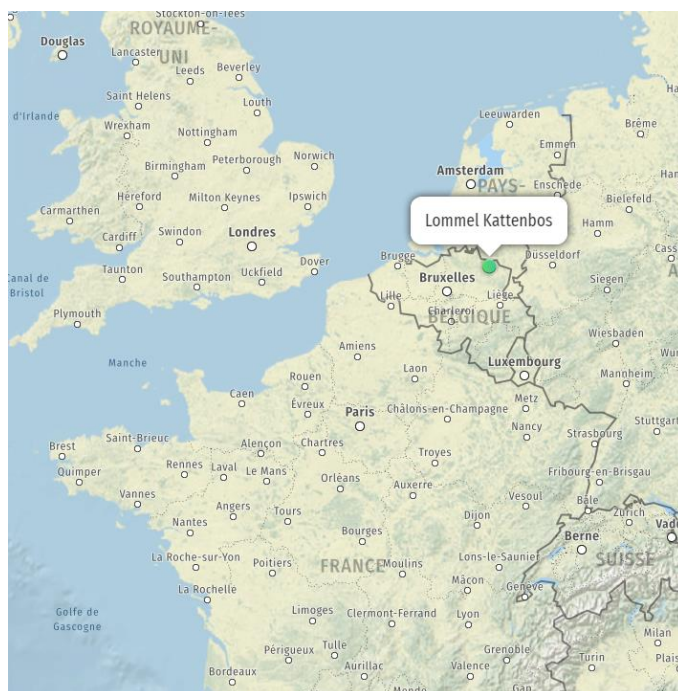 Stockton-on-Tees
ROYAUME-
UNI
Douglas
Lancaster
Leeds
Beverley
Saint Helens
Louth
d'Irlande
Wrexham
Nottingham
Leeuwarden
Brême
Emmen
Birmingham
Peterborough
Norwich
Amsterdam
PAYS-
Enschede
Hereford
Milton Keynes
Ipswich
Bielefeld
Carmarthen
Lommel Kattenbos
Hamm
Cardiff
Swindon
Londres
Canal de
Bristol
Taunton
Southampton
Uckfield
Dover
Brugge
Düsseldorf
Bruxelles
Siegen
Plymouth
Lille
Liège
Charleroi
BELGIQUE
Wiesbaden
Manche
Amiens
Laon
Luxembourg
Mannheim
Rouen
Caen
Évreux
Paris
Châlons-en-Champagne
Metz
Nancy
Stuttgart
Strasbourg
Brest
Saint-Brieuc
Alençon
Chartres
Troyes
Quimper
Rennes
Laval
Le Mans
Orléans
Auxerre
Fribourg-en-Brisgau
Vannes
Angers
Tours
Vesoul
Bâle
Zurich
Nantes
Bourges
Dijon
Berne
SUISSE
La Roche-sur-Yon
Poitiers
FRANCE
Moulins
Lons-le-Saunier
La Rochelle
Mâcon
Genève
Golfe de
Gascogne
Limoges
Clermont-Ferrand
Lyon
Milan
Périgueux
Tulle
Grenoble
Turin
Bordeaux
Aurillac
Valence